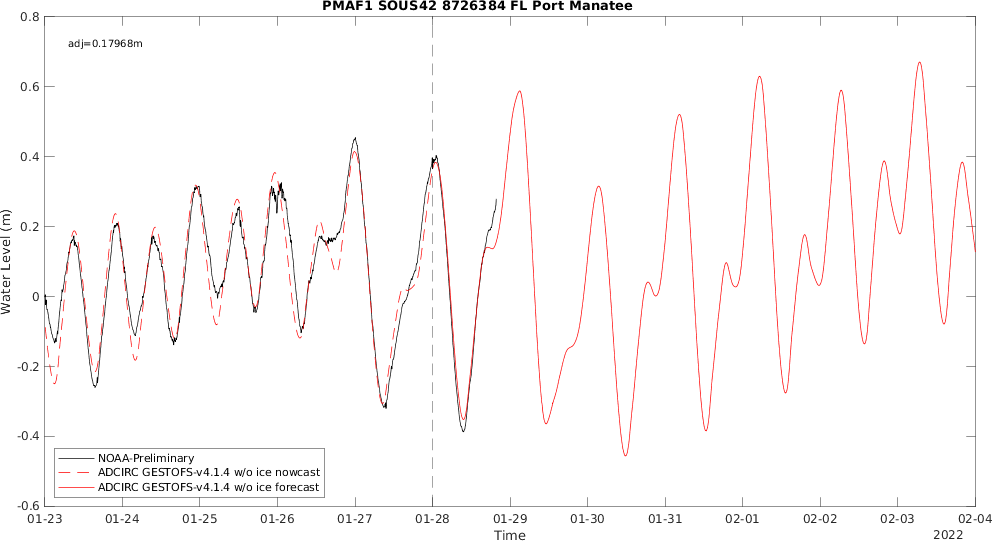 PMAF1 SOUS42 8726384 FL Port Manatee
adj=0.17968m
Water Level (m)
0.8
0.6
0.4
0.2
0
-0.2
-0.4
-0.6
NOAA-Preliminary
ADCIRC GESTOFS-v4.1.4 w/o ice nowcast
ADCIRC GESTOFS-v4.1.4 w/o ice forecast
01-23 01-24 01-25 01-26 01-27 01-28 01-29 01-30 01-31 02-01 02-02 02-03 02-04
Time
2022